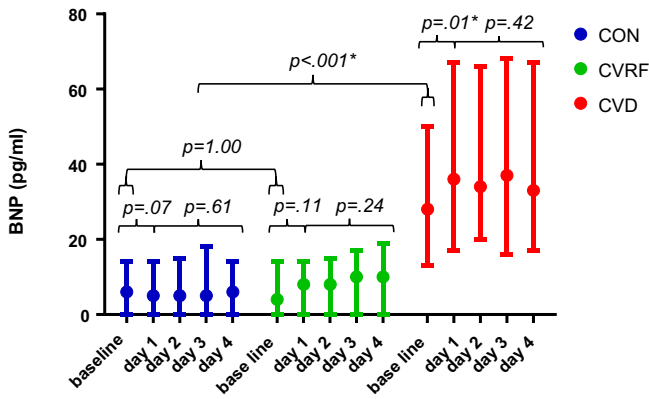 80
60
40
20
0
BNP (pg/ml)
p=.01*
p=.42
p<.001*
p=1.00
p=.07
p=.61
p=.11
p=.24
CON
CVRF
CVD
baseline
day 1
day 2
day 3
day 4
base line
day 1
day 2
day 3
day 4
base line
day 1
day 2
day 3
day 4